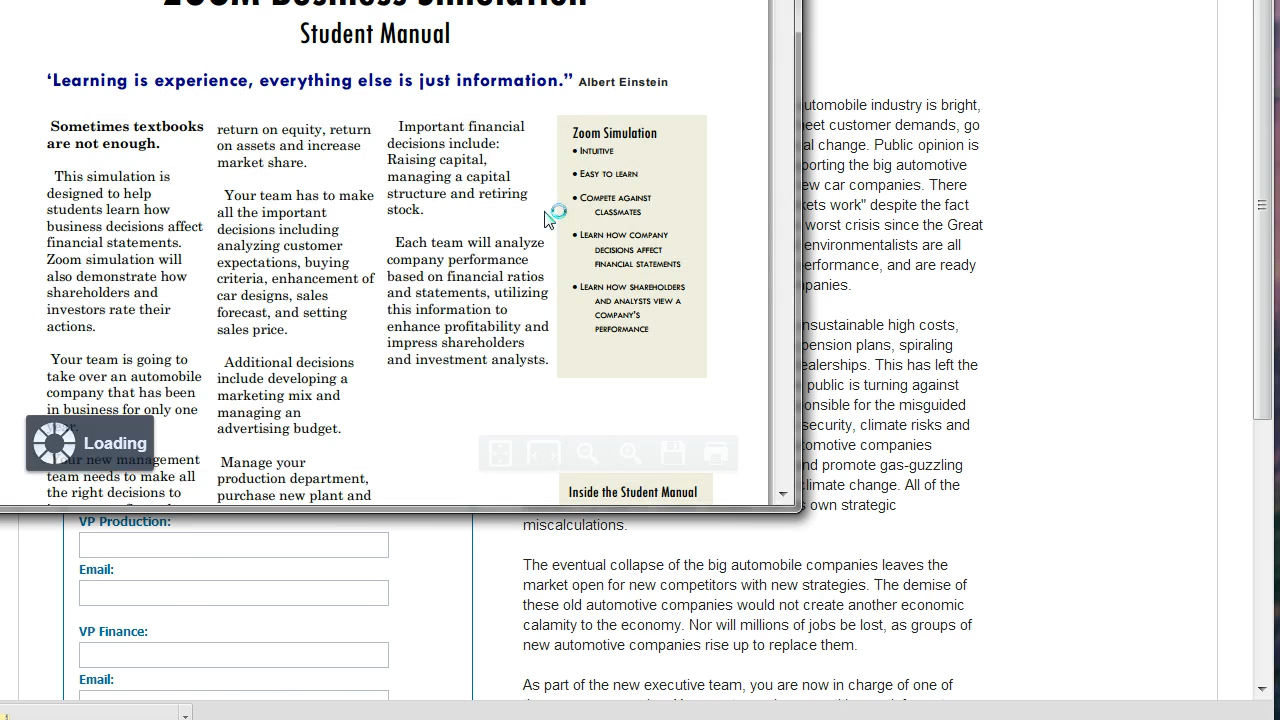 ZOOM Business Simulation
Student Manual
‘Learning is experience, everything else is just information.” Albert Einstein
Sometimes textbooks
are not enough.
This simulation is
designed to help
students learn how
business decisions affect
financial statements.
Zoom simulation will
also demonstrate how
shareholders and
investors rate their
actions.
Your team is going to
take over an automobile
company that has been
in business for only one
year.
Your new management
team needs to make all
the right decisions to
return on equity, return
on assets and increase
market share.
Your team has to make
all the important
decisions including
analyzing customer
expectations, buying
criteria, enhancement of
car designs, sales
forecast, and setting
sales price.
Additional decisions
include developing a
marketing mix and
managing an
advertising budget.
Manage your
production department,
purchase new plant and
Important financial
decisions include:
Raising capital,
managing a capital
structure and retiring
stock.
Each team will analyze
company performance
based on financial ratios
and statements, utilizing
this information to
enhance profitability and
impress shareholders
and investment analysts.
Zoom Simulation
• Intuitive
• Easy to learn
• Compete against
classmates
• Learn how company
decisions affect
financial statements
• Learn how shareholders
and analysts view a
company's
performance
Inside the Student Manual
Loading
VP Production:
Email:
VP Finance:
Email:
automobile industry is bright,
meet customer demands, go
al change. Public opinion is
porting the big automotive
ew car companies. There
kets work" despite the fact
worst crisis since the Great
environmentalists are all
performance, and are ready
panies.
nsustainable high costs,
pension plans, spiraling
ealerships. This has left the
public is turning against
onsible for the misguided
security, climate risks and
tomotive companies
nd promote gas-guzzling
climate change. All of the
s own strategic
miscalculations.
The eventual collapse of the big automobile companies leaves the
market open for new competitors with new strategies. The demise of
these old automotive companies would not create another economic
calamity to the economy. Nor will millions of jobs be lost, as groups of
new automotive companies rise up to replace them.
As part of the new executive team, you are now in charge of one of